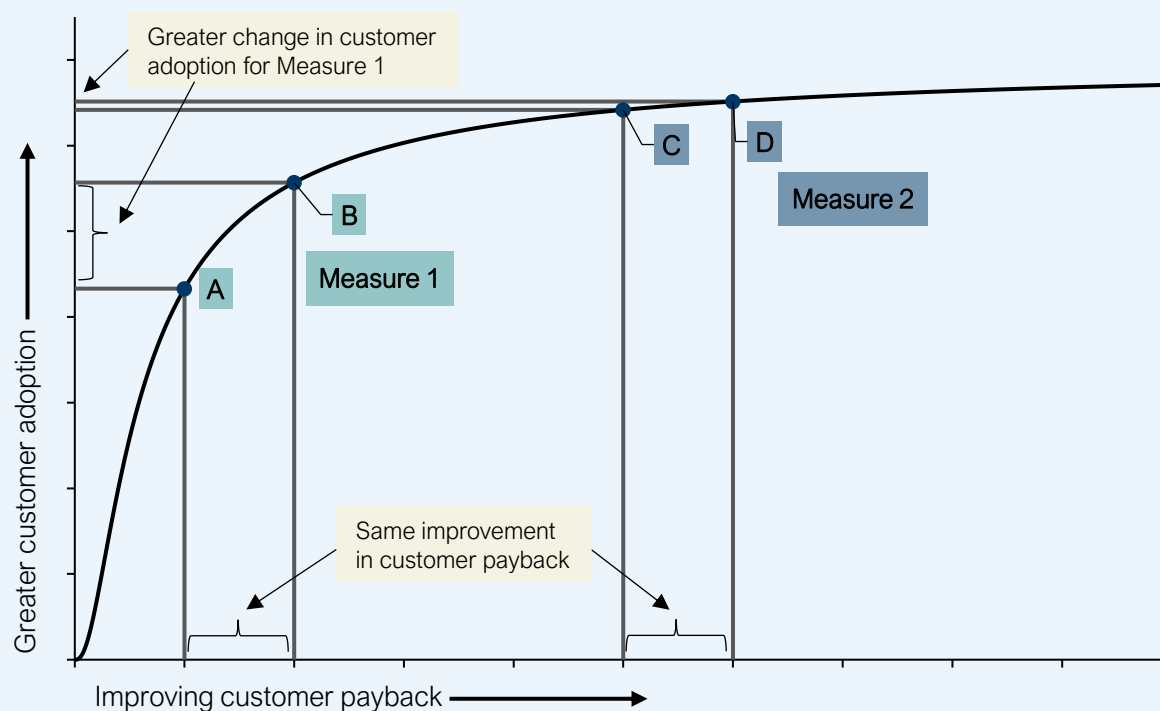 Greater change in customer
adoption for Measure 1
C
D
Measure 2
B
Measure 1
A
Greater customer adoption
Same improvement
in customer payback
Improving customer payback